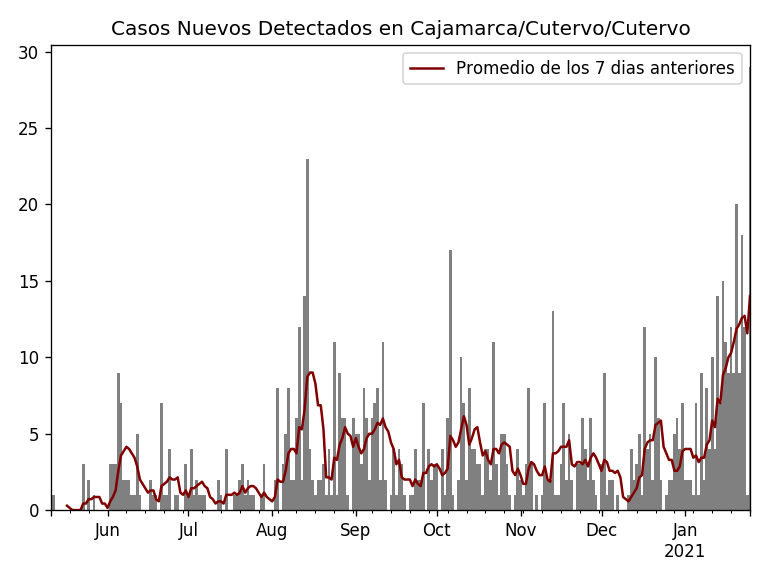 Casos Nuevos Detectados en Cajamarca/Cutervo/Cutervo
Promedio de los 7 dias anteriores
30
25
20
15
10
5
0
Jun Jul Aug Sep Oct Nov Dec Jan
2021